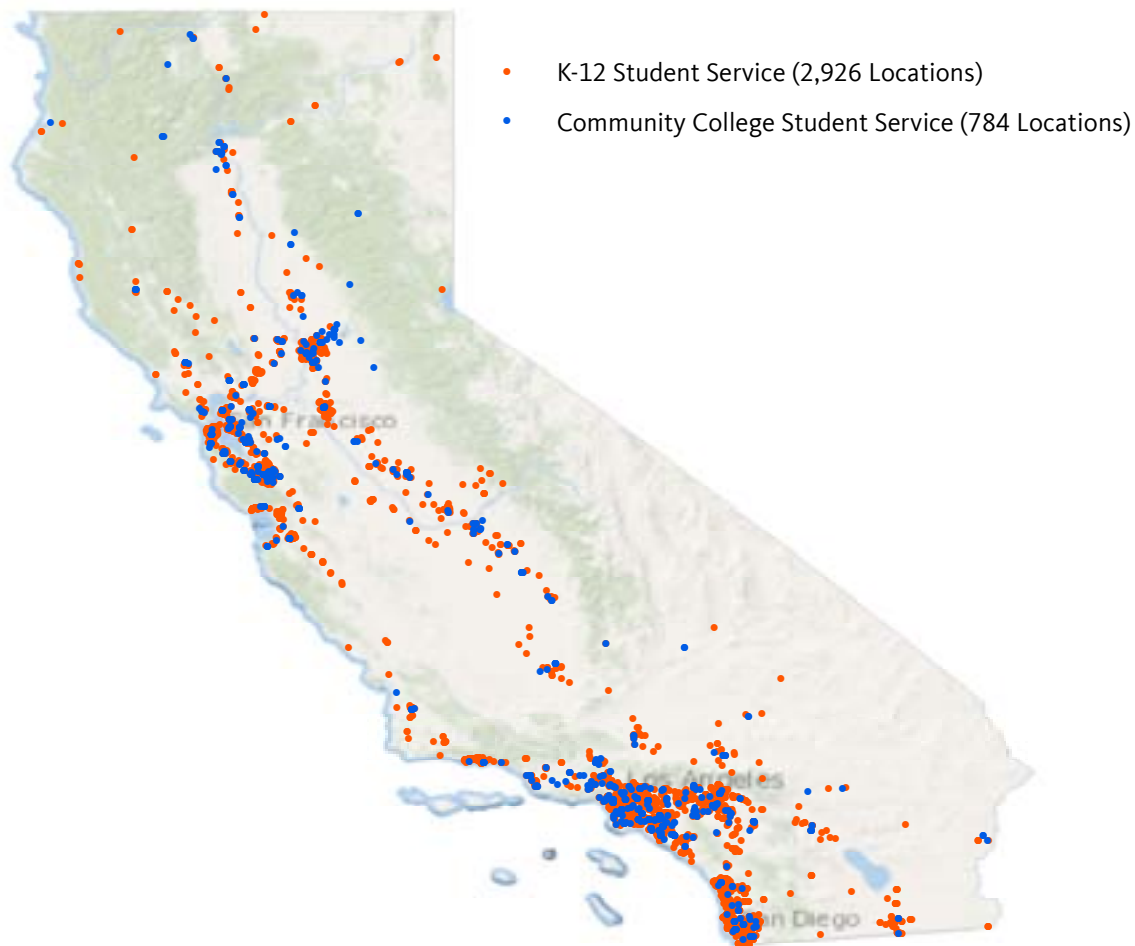 K-12 Student Service (2,926 Locations)
Community College Student Service (784 Locations)
San Francisco
Los Angeles
San Diego